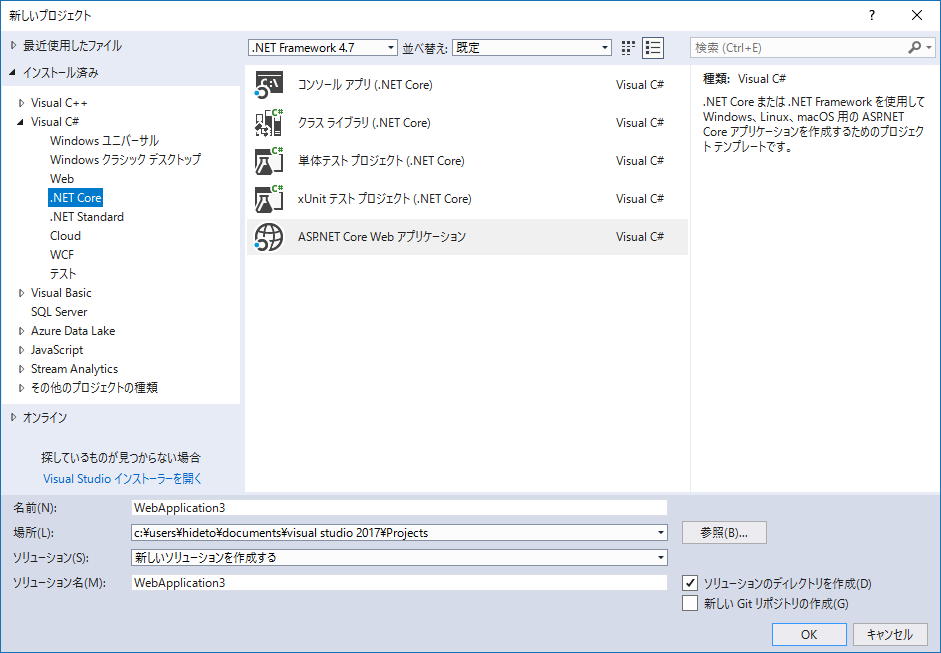 新しいプロジェクト
?
最近使用したファイル
.NET Framework 4.7
並べ替え:
既定
検索 (Ctrl+E)
インストール済み
Visual C++
Visual C#
Windows ユニバーサル
Windows クラシック デスクトップ
Web
.NET Core
.NET Standard
Cloud
WCF
テスト
Visual Basic
SQL Server
Azure Data Lake
JavaScript
Stream Analytics
その他のプロジェクトの種類
オンライン
探しているものが見つからない場合
Visual Studio インストーラーを開く
コンソール アプリ (.NET Core)
Visual C#
クラス ライブラリ (.NET Core)
Visual C#
単体テスト プロジェクト (.NET Core)
Visual C#
xUnit テスト プロジェクト (.NET Core)
Visual C#
ASP.NET Core Web アプリケーション
Visual C#
種類: Visual C#
.NET Core または .NET Framework を使用して
Windows、Linux、macOS 用の ASP.NET
Core アプリケーションを作成するためのプロジェク
ト テンプレートです。
名前(N):
WebApplication3
場所(L):
c:¥users¥hideto¥documents¥visual studio 2017¥Projects
参照(B)...
ソリューション(S):
新しいソリューションを作成する
ソリューション名(M):
WebApplication3
ソリューションのディレクトリを作成(D)
新しい Git リポジトリの作成(G)
OK
キャンセル